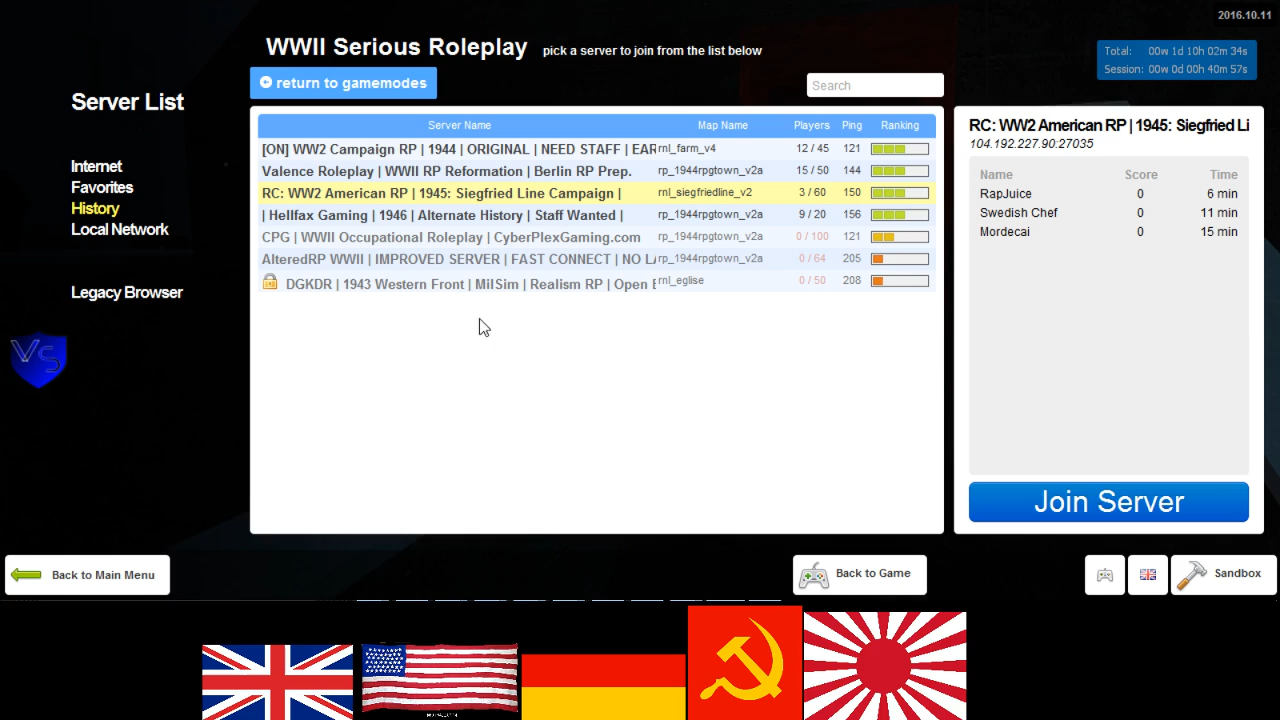 2016.10.11
WWII Serious Roleplay pick a server to join from the list below
Total: 00w 1d 10h 02m 34s
Session: 00w 0d 00h 40m 57s
return to gamemodes
Search
Server List
Internet
Favorites
History
Local Network
Legacy Browser
VS
Server Name Map Name Players Ping Ranking
[ON] WW2 Campaign RP | 1944 | ORIGINAL | NEED STAFF | EAR rnl_farm_v4 12 / 45 121
Valence Roleplay | WWII RP Reformation | Berlin RP Prep. rp_1944rpgtown_v2a 15 / 50 144
RC: WW2 American RP | 1945: Siegfried Line Campaign | rnl_siegfriedline_v2 3 / 60 150
| Hellfax Gaming | 1946 | Alternate History | Staff Wanted | rp_1944rpgtown_v2a 9 / 20 156
CPG | WWII Occupational Roleplay | CyberPlexGaming.com rp_1944rpgtown_v2a 0 / 100 121
AlteredRP WWII | IMPROVED SERVER | FAST CONNECT | NO L rp_1944rpgtown_v2a 0 / 64 205
DGKDR | 1943 Western Front | MilSim | Realism RP | Open rnl_eglise 0 / 50 208
RC: WW2 American RP | 1945: Siegfried Li
104.192.227.90:27035
Name Score Time
RapJuice 0 6 min
Swedish Chef 0 11 min
Mordecai 0 15 min
Join Server
Back to Main Menu
Back to Game
Sandbox